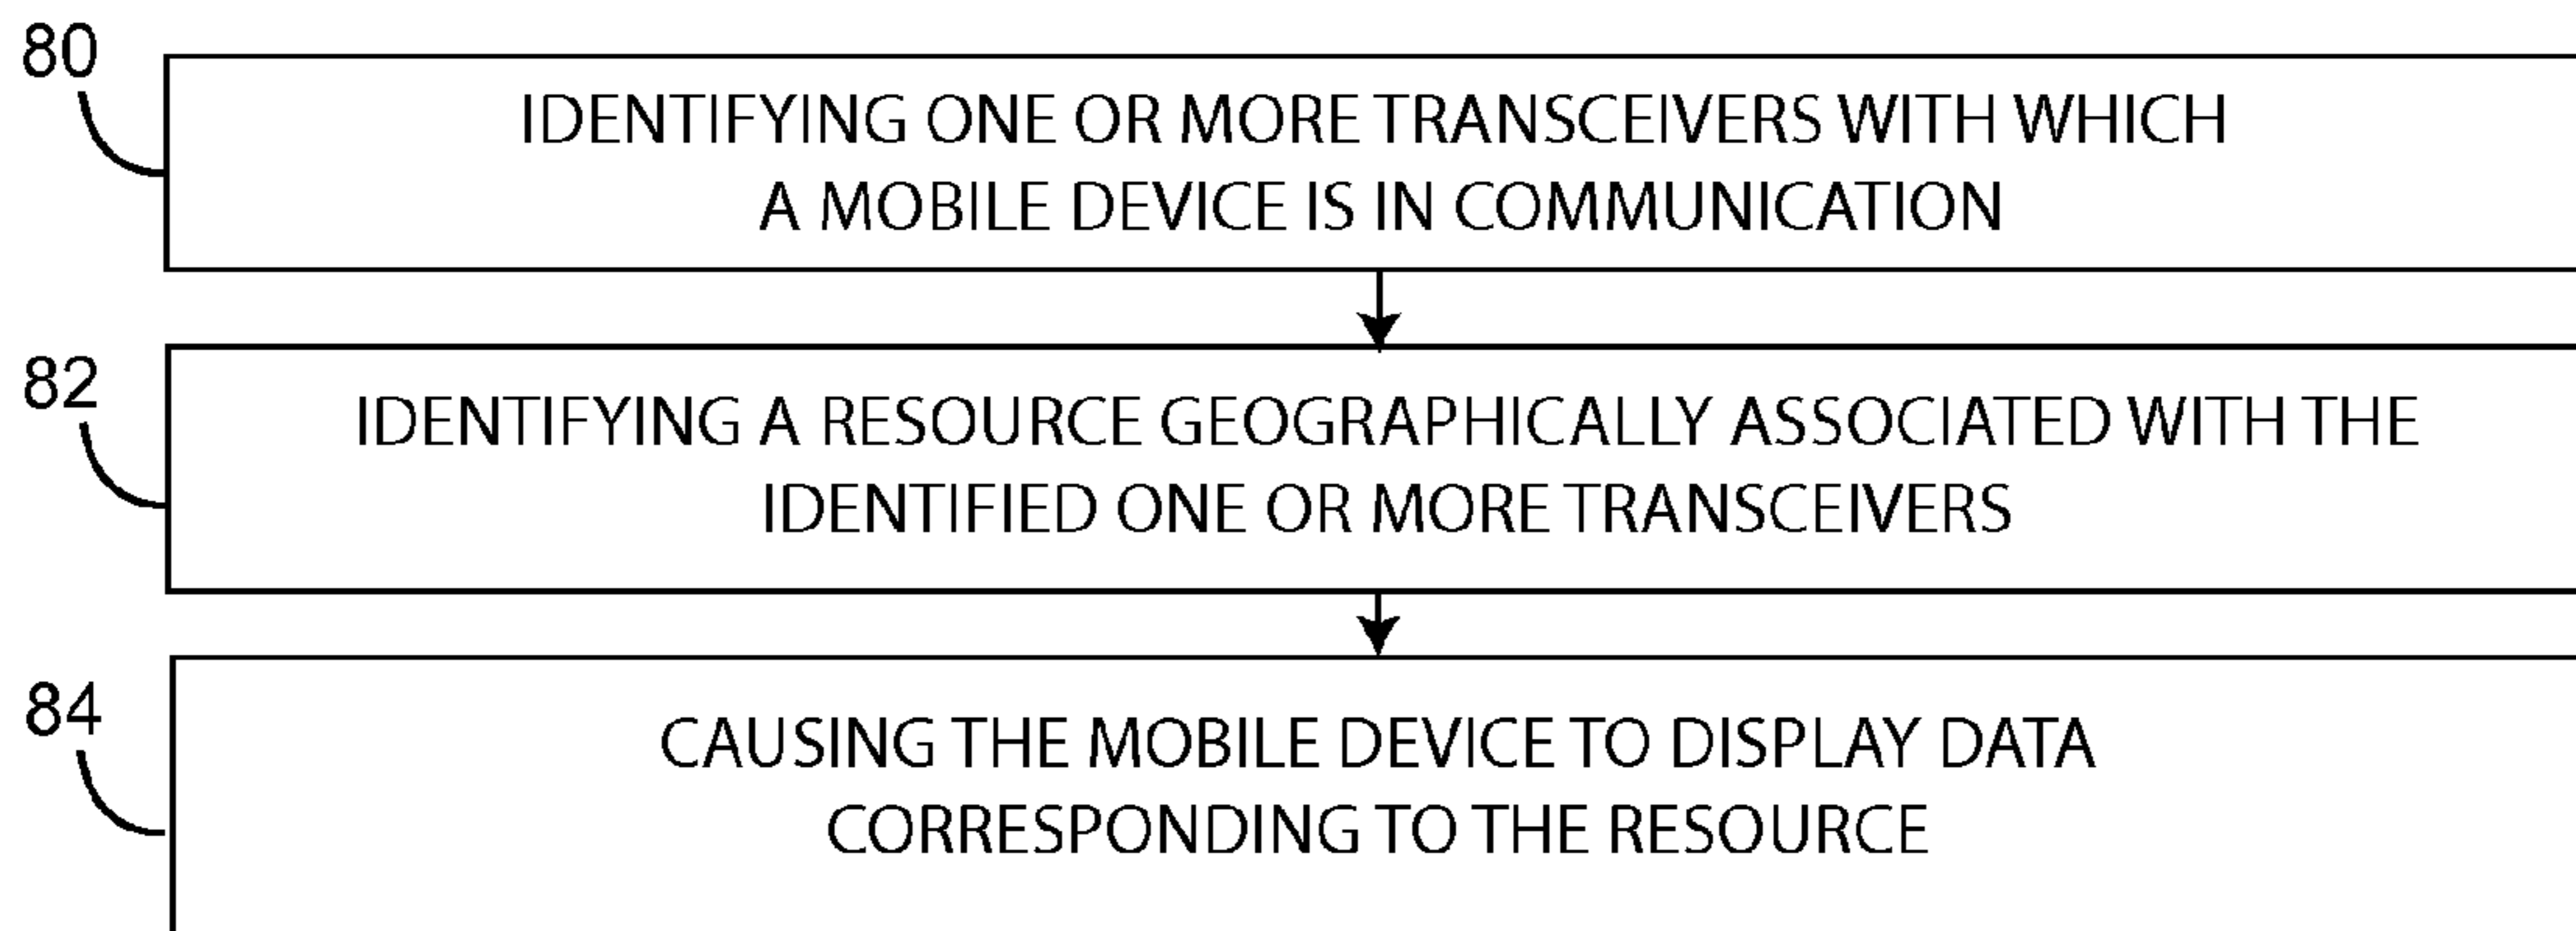 80
IDENTIFYING ONE OR MORE TRANSCEIVERS WITH WHICH
A MOBILE DEVICE IS IN COMMUNICATION
82
IDENTIFYING A RESOURCE GEOGRAPHICALLY ASSOCIATED WITH THE
IDENTIFIED ONE OR MORE TRANSCEIVERS
84
CAUSING THE MOBILE DEVICE TO DISPLAY DATA
CORRESPONDING TO THE RESOURCE